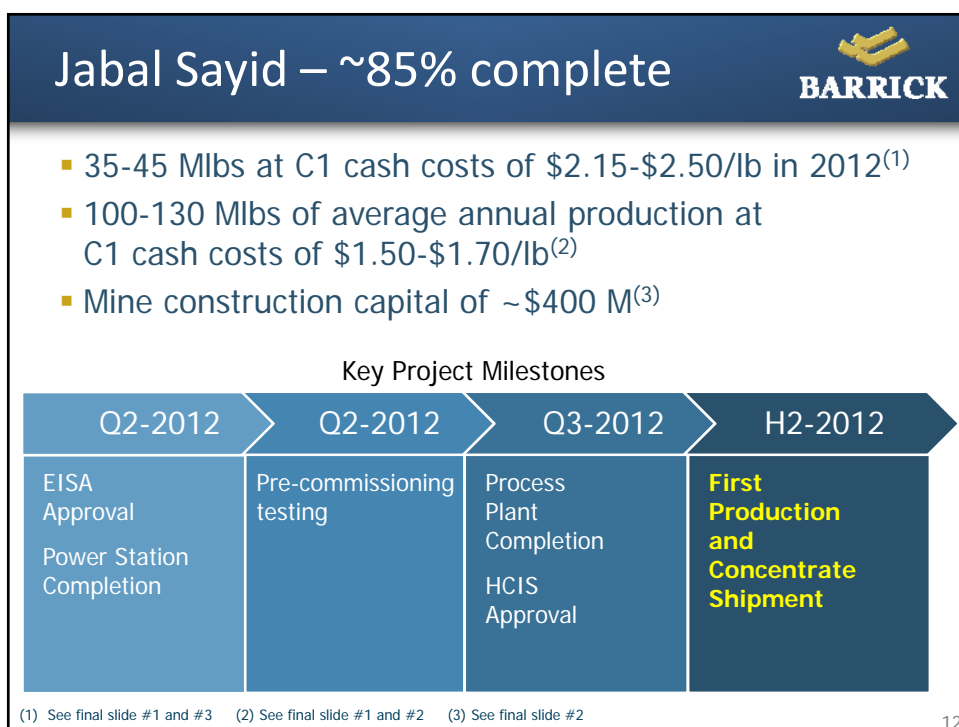 Jabal Sayid – ~85% complete
BARRICK
▪ 35-45 Mlbs at C1 cash costs of $2.15-$2.50/lb in 2012(1)
▪ 100-130 Mlbs of average annual production at
C1 cash costs of $1.50-$1.70/lb(2)
▪ Mine construction capital of ~$400 M(3)
Key Project Milestones
Q2-2012
Q2-2012
Q3-2012
H2-2012
EISA
Approval
Power Station
Completion
Pre-commissioning
testing
Process
Plant
Completion
HCIS
Approval
First
Production
and
Concentrate
Shipment
(1) See final slide #1 and #3 (2) See final slide #1 and #2 (3) See final slide #2
12